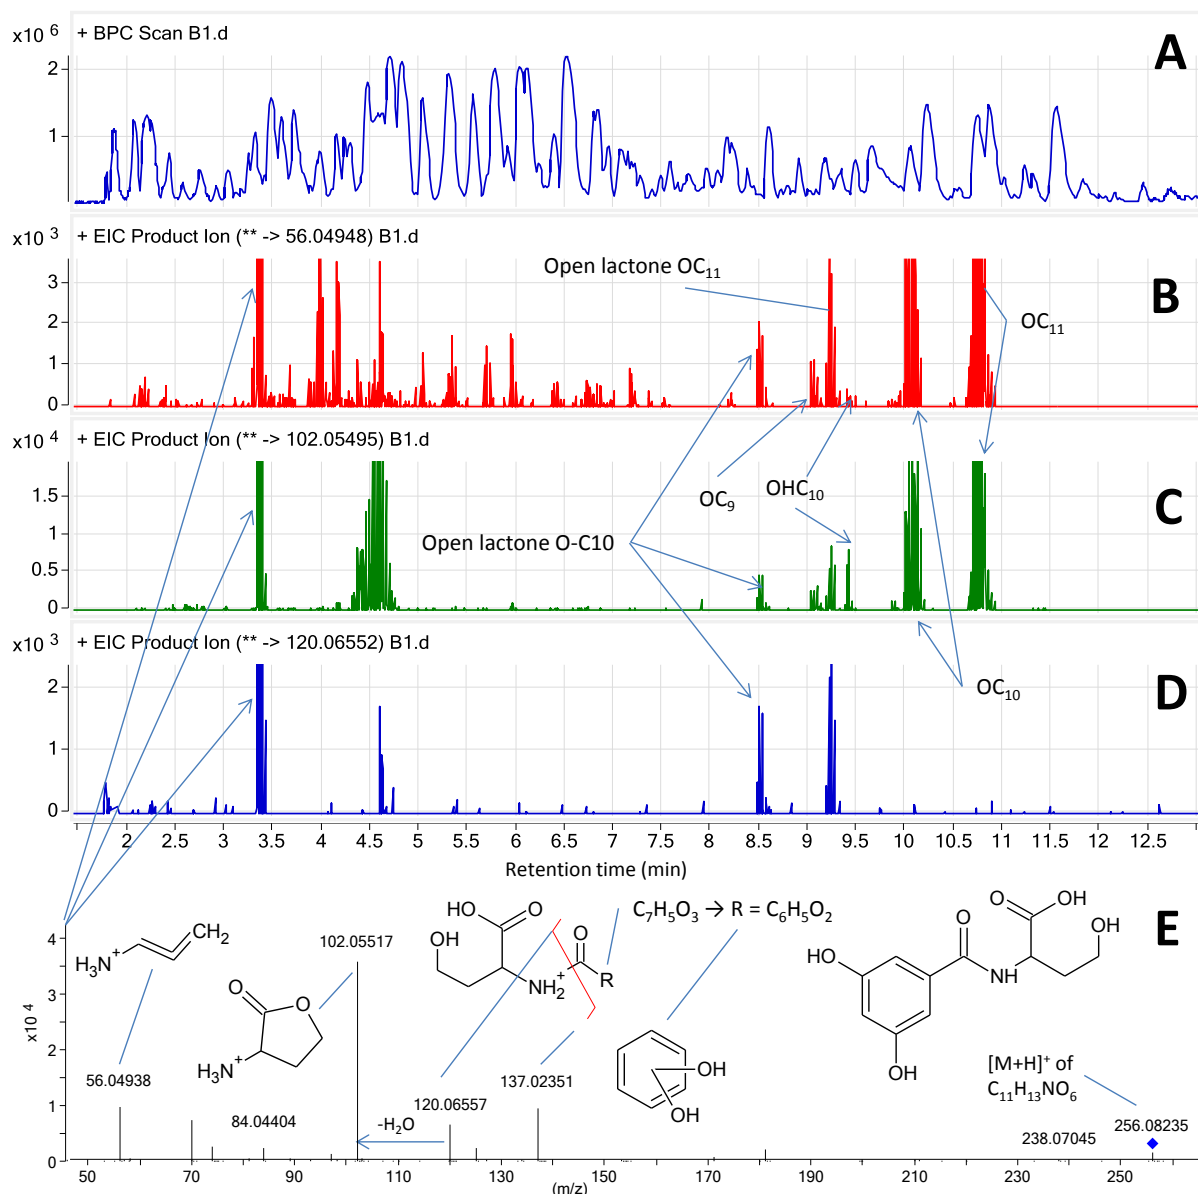 x10 6
+ BPC Scan B1.d
A
2
1
x10 3
+ EIC Product Ion (** -> 56.04948) B1.d
B
3
2
1
0
Open lactone OC11
OC11
x10 4
+ EIC Product Ion (** -> 102.05495) B1.d
C
1.5
1
0.5
0
OC9
OHC10
Open lactone O-C10
x10 3
+ EIC Product Ion (** -> 120.06552) B1.d
D
2
1
0
OC10
2 2.5 3 3.5 4 4.5 5 5.5 6 6.5 7 7.5 8 8.5 9 9.5 10 10.5 11 11.5 12 12.5
Retention time (min)
E
x10 4
4
3
2
1
0
H3N+
CH2
56.04938
O
O
H3N+
84.04404
102.05517
-H2O
120.06557
HO
O
OH
NH2+
O
R
C7H5O3 → R = C6H5O2
137.02351
OH
OH
HO
OH
O
NH
O
OH
OH
[M+H]+ of
C11H13NO6
238.07045
256.08235
50 70 90 110 130 150 170 190 210 230 250
(m/z)